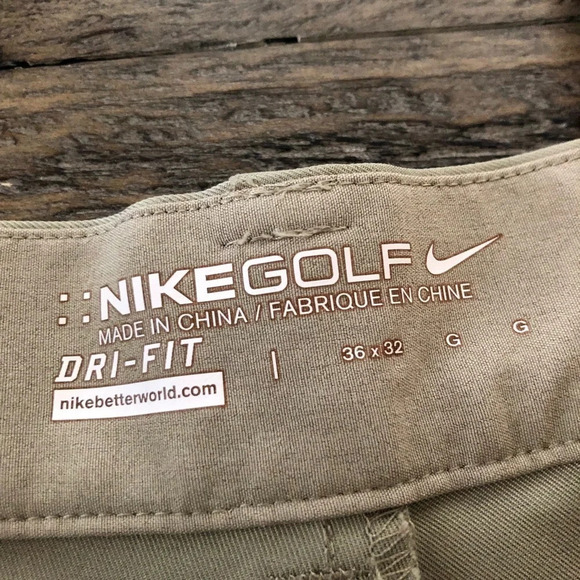 NIKEGOLF
MADE IN CHINA / FABRIQUE EN CHINE
DRI-FIT | 36 x 32 G G
nikebetterworld.com